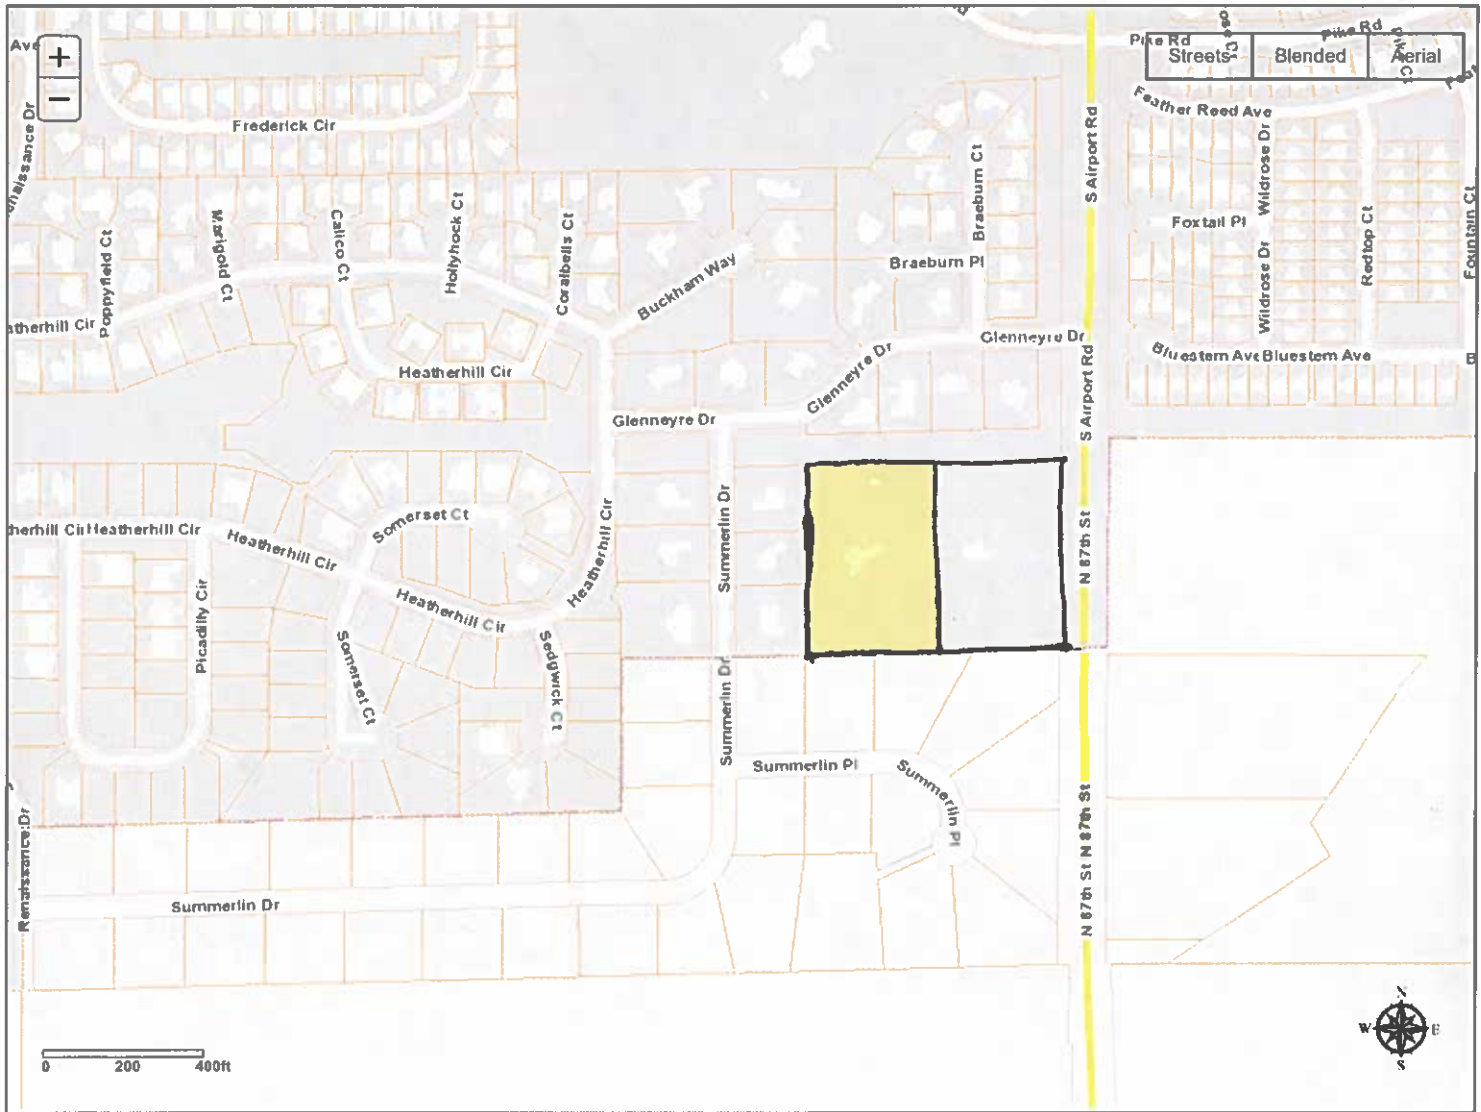 Ave
+
−
Pike Rd
Pike Rd
Streets
Blended
Aerial
Feather Reed Ave
Frederick Cir
S Airport Rd
Wildrose Dr
Braeburn Ct
Foxtail Pl
Redtop Ct
Fountain Ct
Poppyfield Ct
Marigold Ct
Calico Ct
Hollyhock Ct
Coralbells Ct
Buckham Way
Braeburn Pl
Wildrose Dr
atherhill Cir
Heatherhill Cir
Glenneyre Dr
Glenneyre Dr
Bluestem Ave
Bluestem Ave
B
S Airport Rd
Glenneyre Dr
therhill Cir
Heatherhill Cir
Heatherhill Cir
Somerset Ct
Heatherhill Cir
Summerlin Dr
N 87th St
Picadilly Cir
Heatherhill Cir
Somerset Ct
Sedgwick Ct
Summerlin Dr
Summerlin Pl
Summerlin Pl
N 87th St
N 87th St
Renaissance Dr
Summerlin Dr
N
W
E
S
0
200
400ft